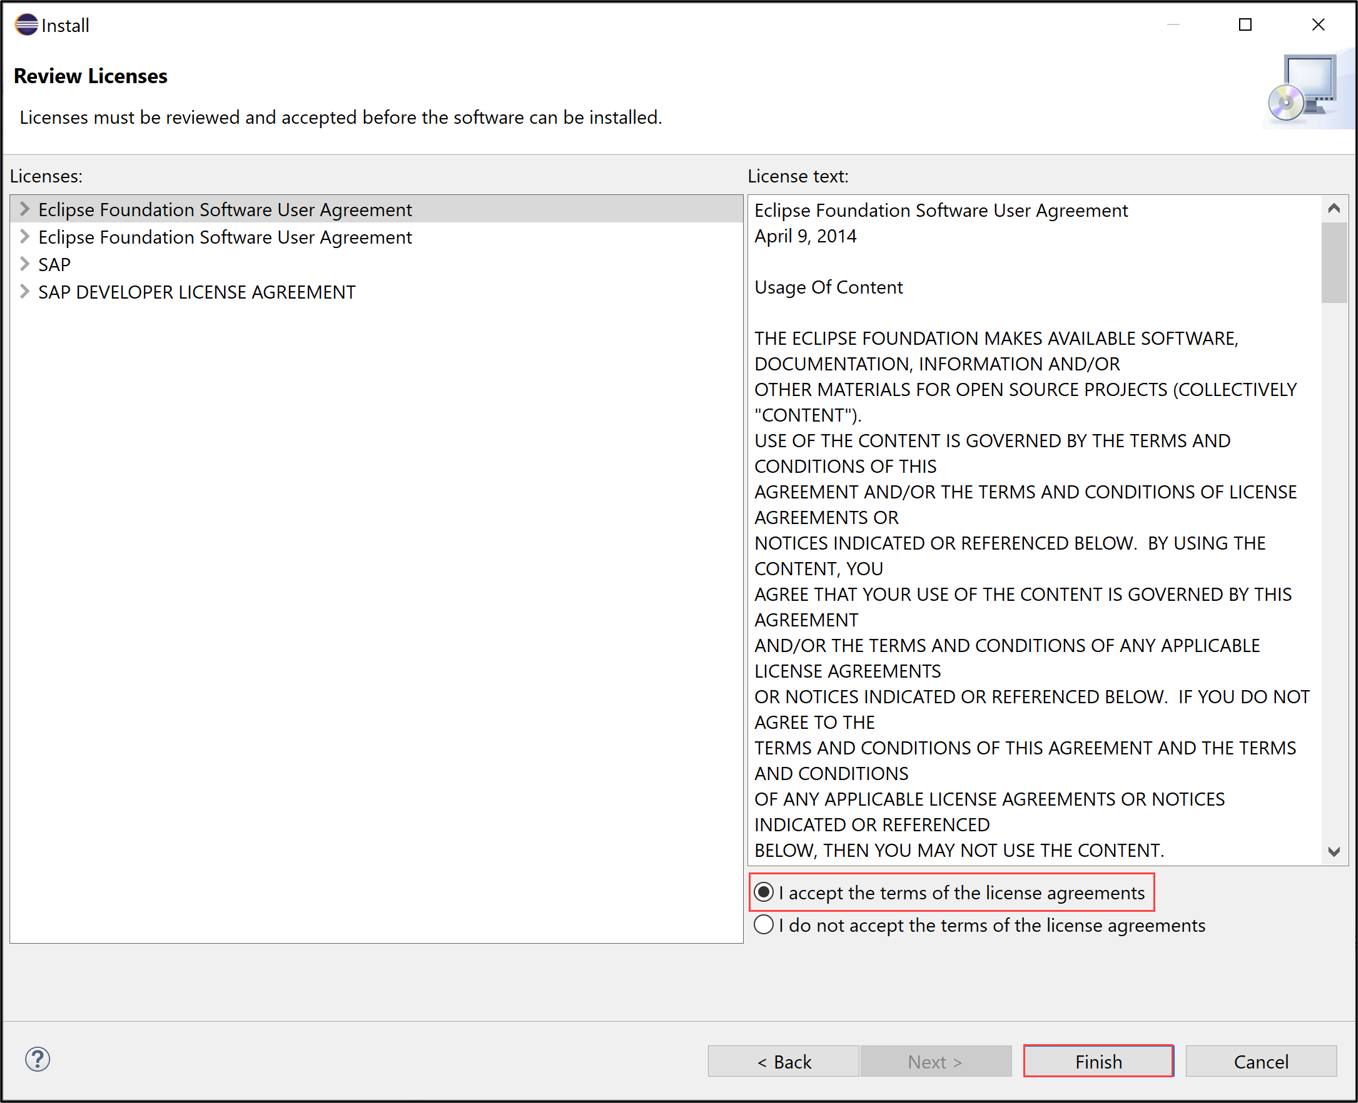 Install
Review Licenses
Licenses must be reviewed and accepted before the software can be installed.
Licenses:
Eclipse Foundation Software User Agreement
Eclipse Foundation Software User Agreement
SAP
SAP DEVELOPER LICENSE AGREEMENT
License text:
Eclipse Foundation Software User Agreement
April 9, 2014
Usage Of Content
THE ECLIPSE FOUNDATION MAKES AVAILABLE SOFTWARE,
DOCUMENTATION, INFORMATION AND/OR
OTHER MATERIALS FOR OPEN SOURCE PROJECTS (COLLECTIVELY
"CONTENT").
USE OF THE CONTENT IS GOVERNED BY THE TERMS AND
CONDITIONS OF THIS
AGREEMENT AND/OR THE TERMS AND CONDITIONS OF LICENSE
AGREEMENTS OR
NOTICES INDICATED OR REFERENCED BELOW.  BY USING THE
CONTENT, YOU
AGREE THAT YOUR USE OF THE CONTENT IS GOVERNED BY THIS
AGREEMENT
AND/OR THE TERMS AND CONDITIONS OF ANY APPLICABLE
LICENSE AGREEMENTS
OR NOTICES INDICATED OR REFERENCED BELOW.  IF YOU DO NOT
AGREE TO THE
TERMS AND CONDITIONS OF THIS AGREEMENT AND THE TERMS
AND CONDITIONS
OF ANY APPLICABLE LICENSE AGREEMENTS OR NOTICES
INDICATED OR REFERENCED
BELOW, THEN YOU MAY NOT USE THE CONTENT.
I accept the terms of the license agreements
I do not accept the terms of the license agreements
?
< Back
Next >
Finish
Cancel